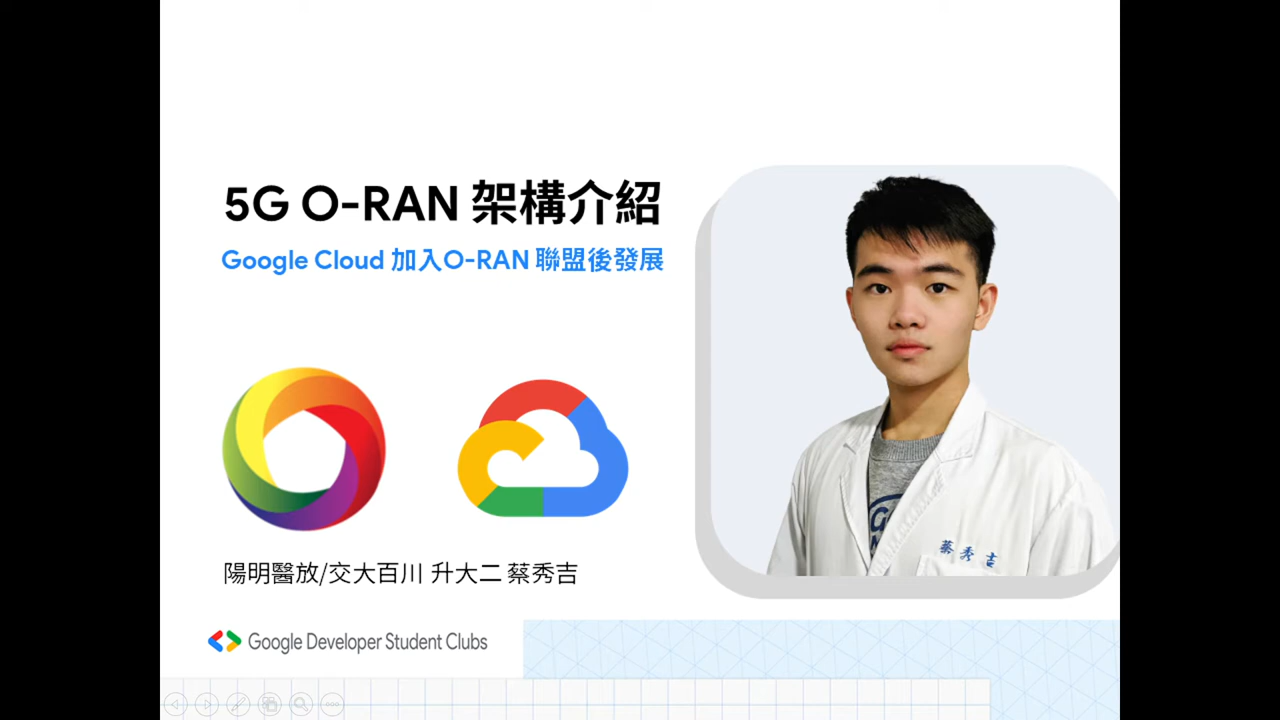 5G O-RAN 架構介紹
Google Cloud 加入O-RAN 聯盟後發展
陽明醫放/交大百川 升大二 蔡秀吉
蔡秀吉
Google Developer Student Clubs